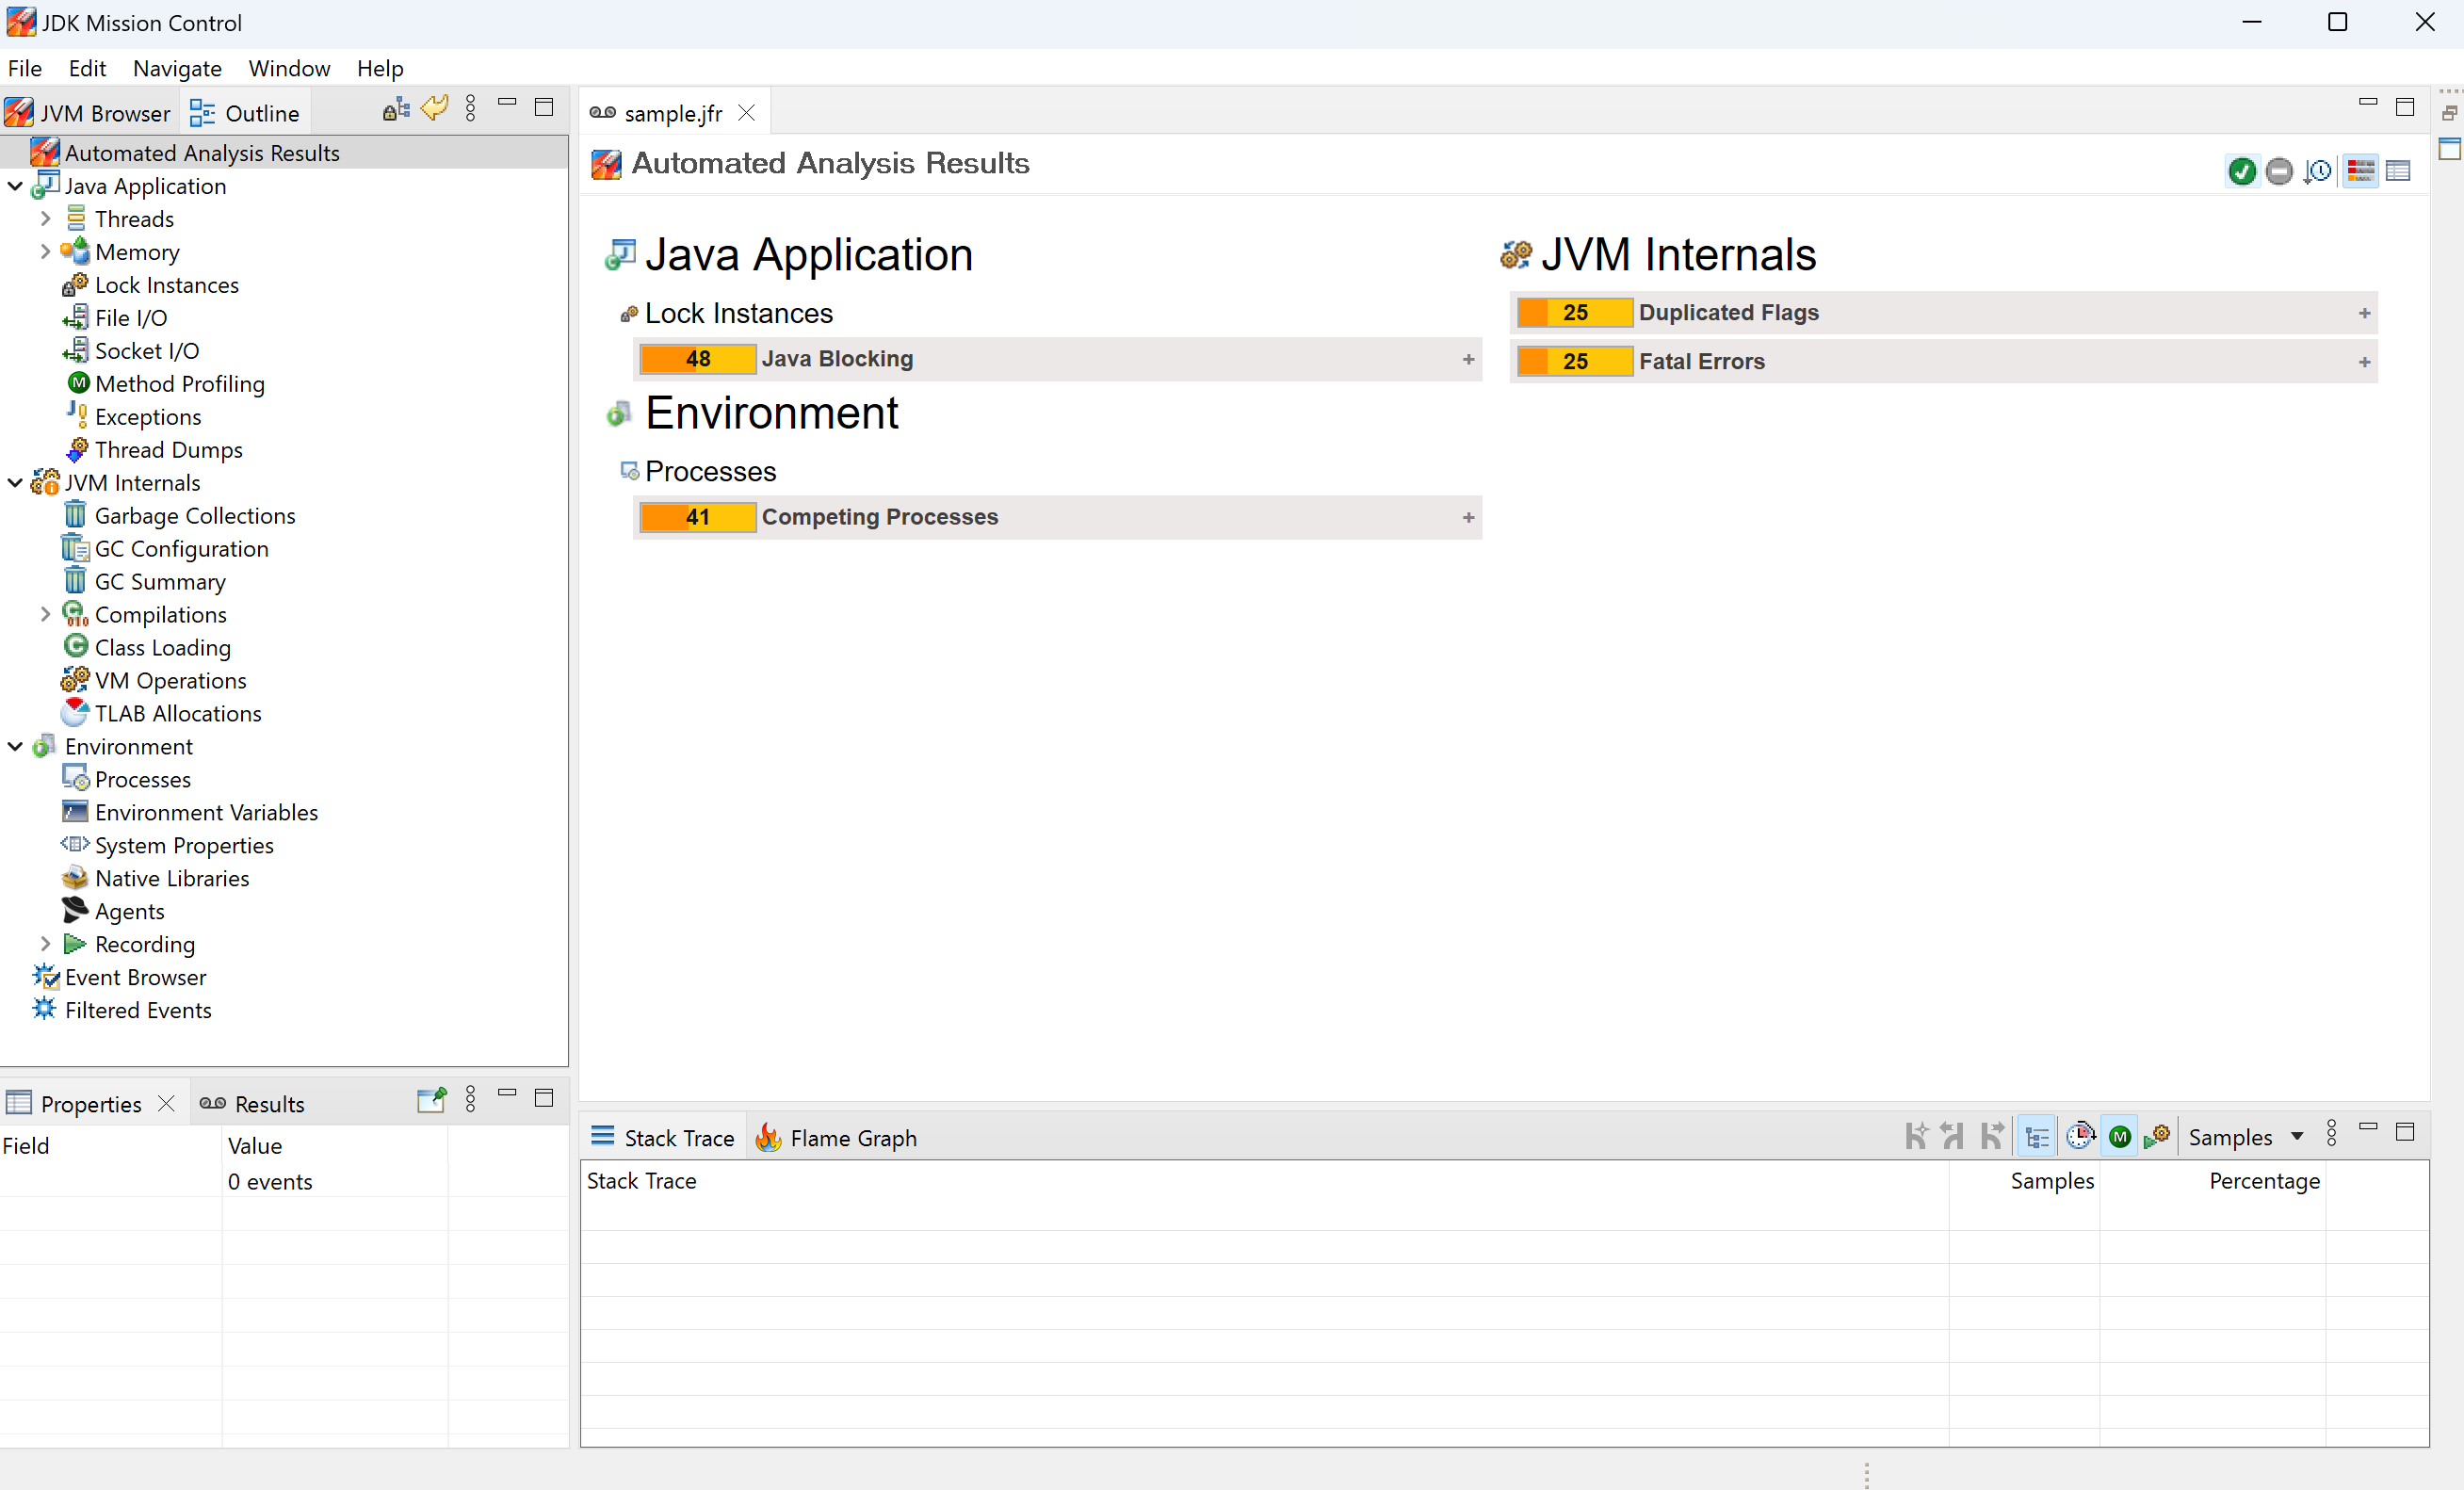 JDK Mission Control
File Edit Navigate Window Help
JVM Browser Outline
Automated Analysis Results
Java Application
Threads
Memory
Lock Instances
File I/O
Socket I/O
Method Profiling
Exceptions
Thread Dumps
JVM Internals
Garbage Collections
GC Configuration
GC Summary
Compilations
Class Loading
VM Operations
TLAB Allocations
Environment
Processes
Environment Variables
System Properties
Native Libraries
Agents
Recording
Event Browser
Filtered Events
Properties Results
Field Value
0 events
sample.jfr
Automated Analysis Results
Java Application
Lock Instances
48 Java Blocking +
Environment
Processes
41 Competing Processes +
JVM Internals
25 Duplicated Flags +
25 Fatal Errors +
Stack Trace Flame Graph Samples
Stack Trace Samples Percentage